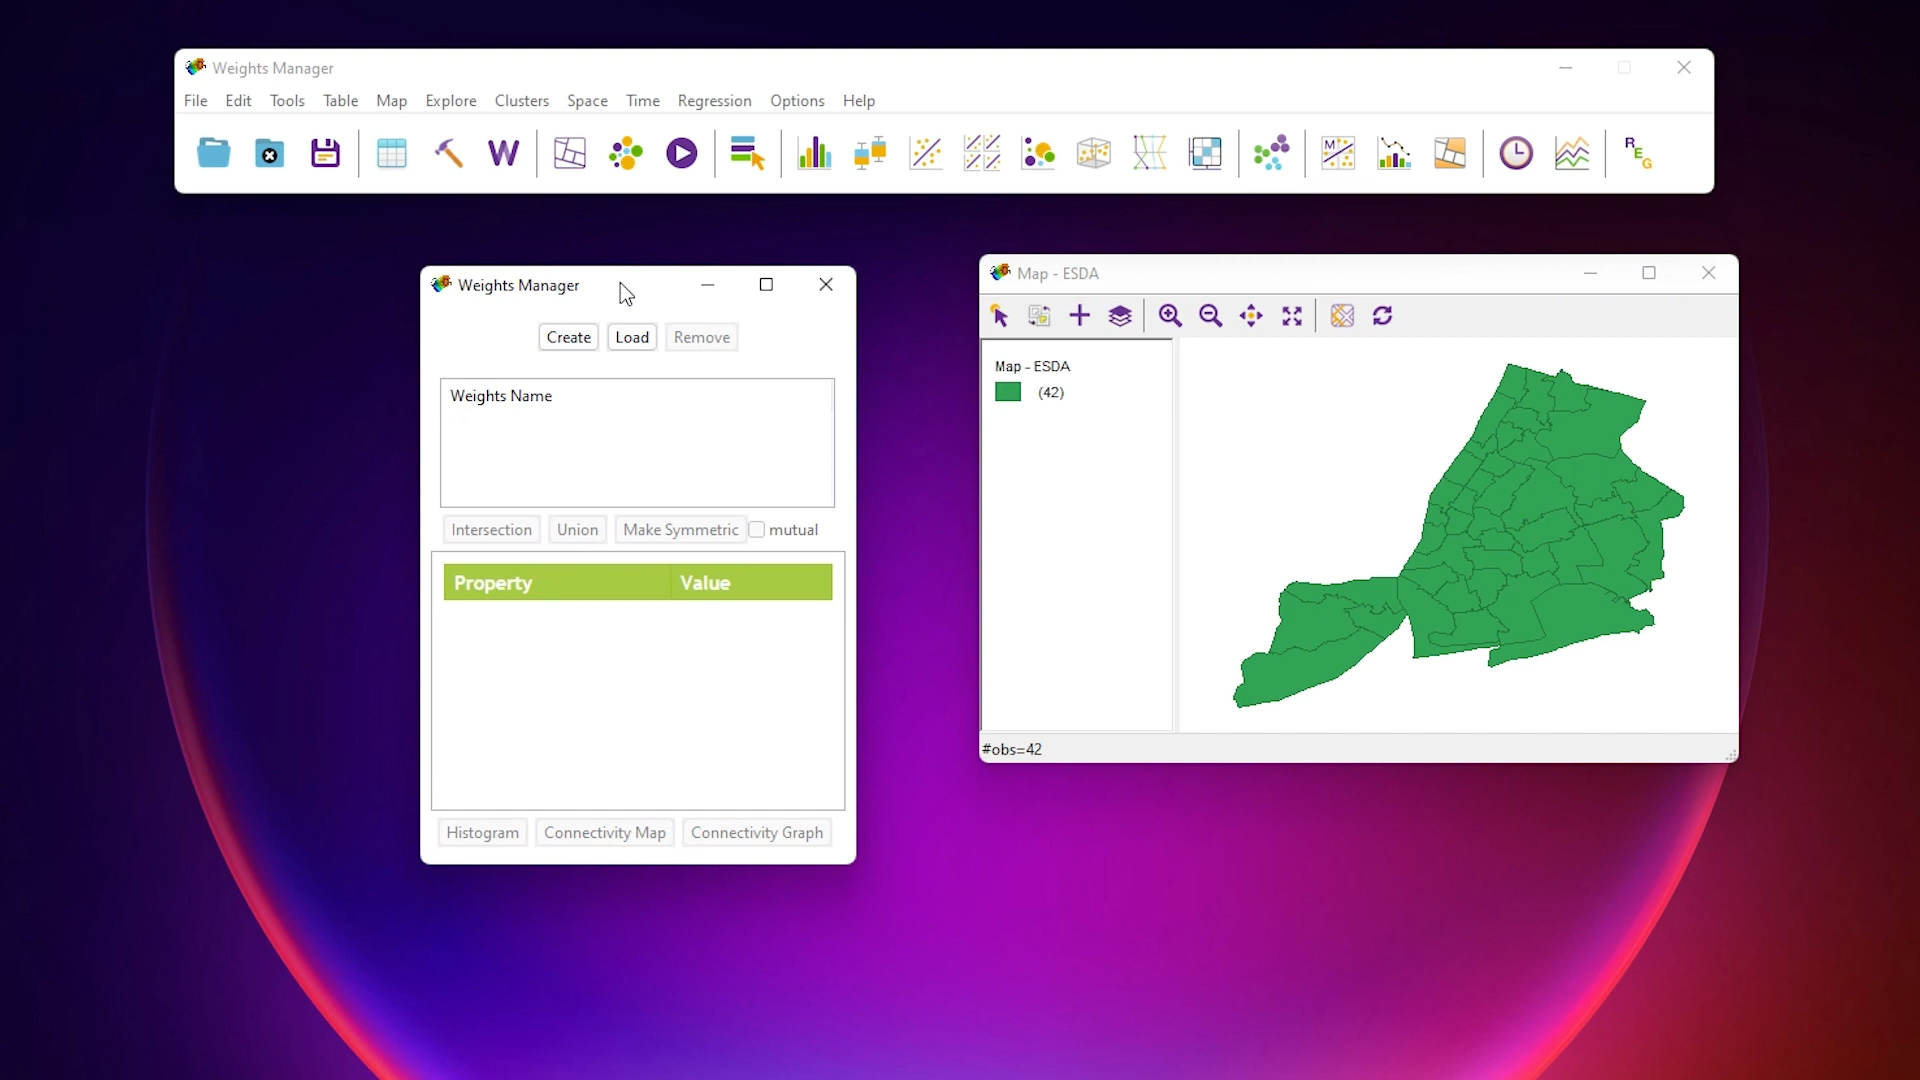 Weights Manager
File Edit Tools Table Map Explore Clusters Space Time Regression Options Help
W
M
REG
Weights Manager
Create Load Remove
Weights Name
Intersection Union Make Symmetric mutual
Property Value
Histogram Connectivity Map Connectivity Graph
Map - ESDA
Map - ESDA
(42)
#obs=42